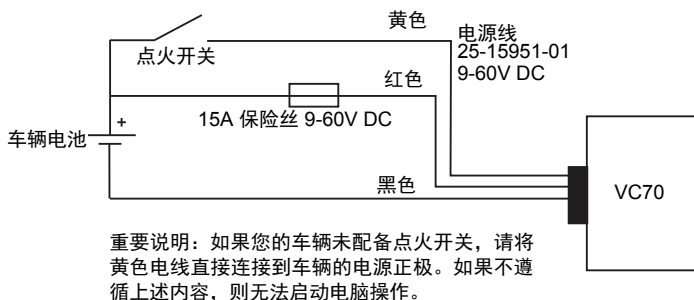 黄色
点火开关
电源线
25-15951-01
9-60V DC
红色
15A 保险丝 9-60V DC
+
车辆电池
黑色
VC70
重要说明：如果您的车辆未配备点火开关，请将
黄色电线直接连接到车辆的电源正极。如果不遵
循上述内容，则无法启动电脑操作。